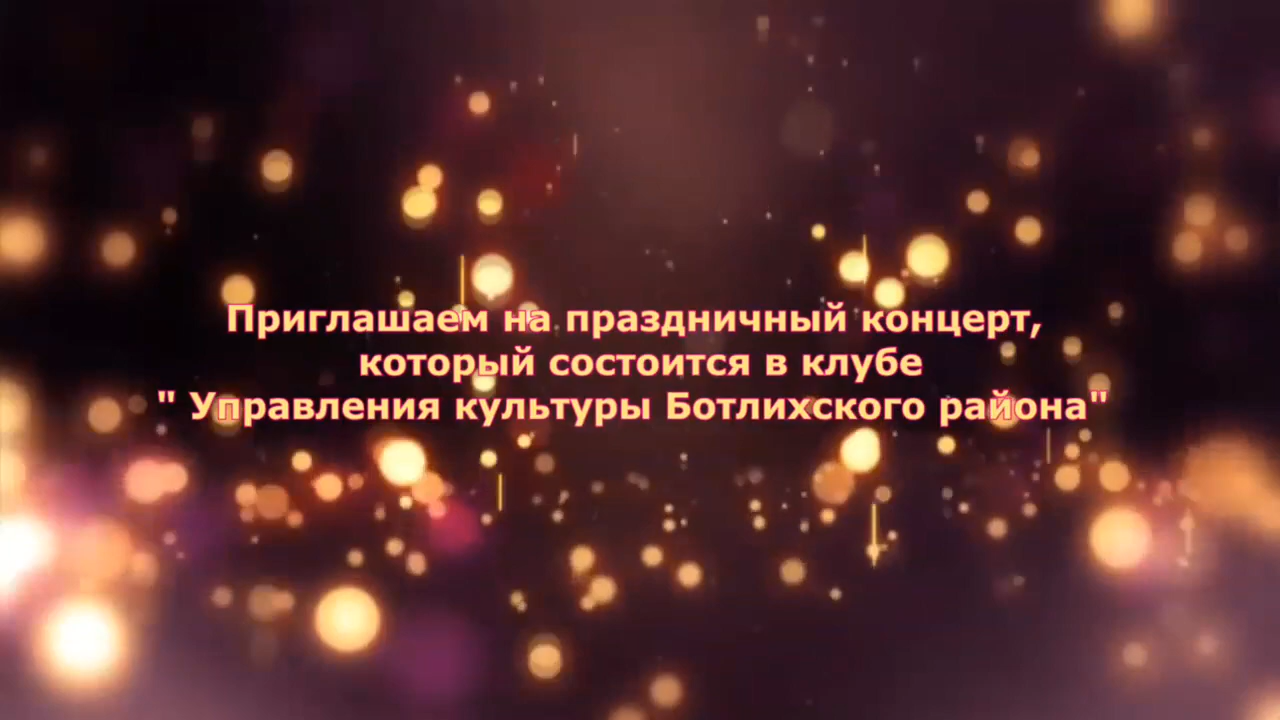 Приглашаем на праздничный концерт,
который состоится в клубе
" Управления культуры Ботлихского района"